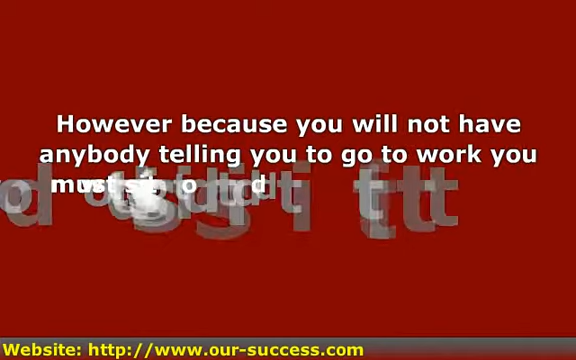 However because you will not have
anybody telling you to go to work you
must
Website: http://www.our-success.com